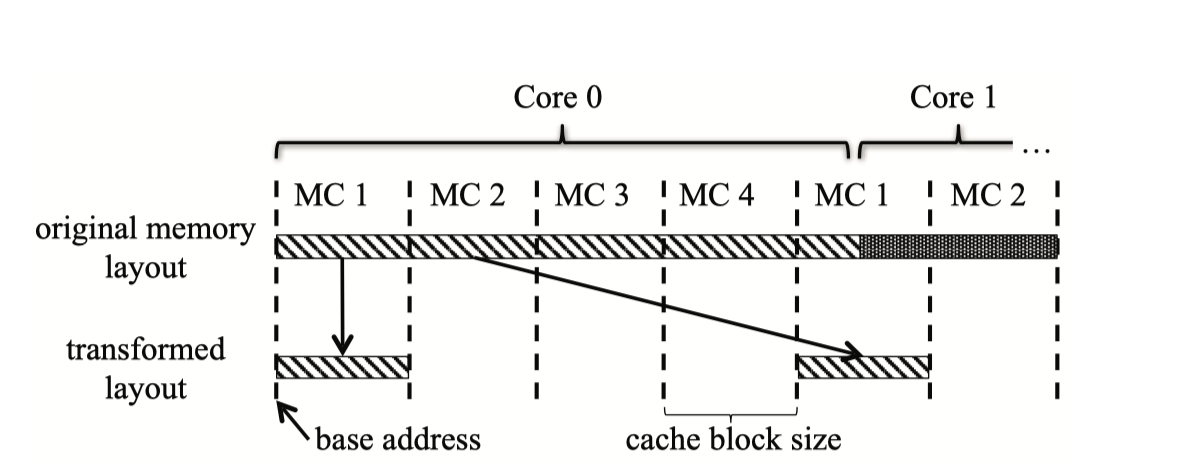 Core 0
Core 1
...
MC 1
MC 2
MC 3
MC 4
MC 1
MC 2
original memory
layout
transformed
layout
base address
cache block size